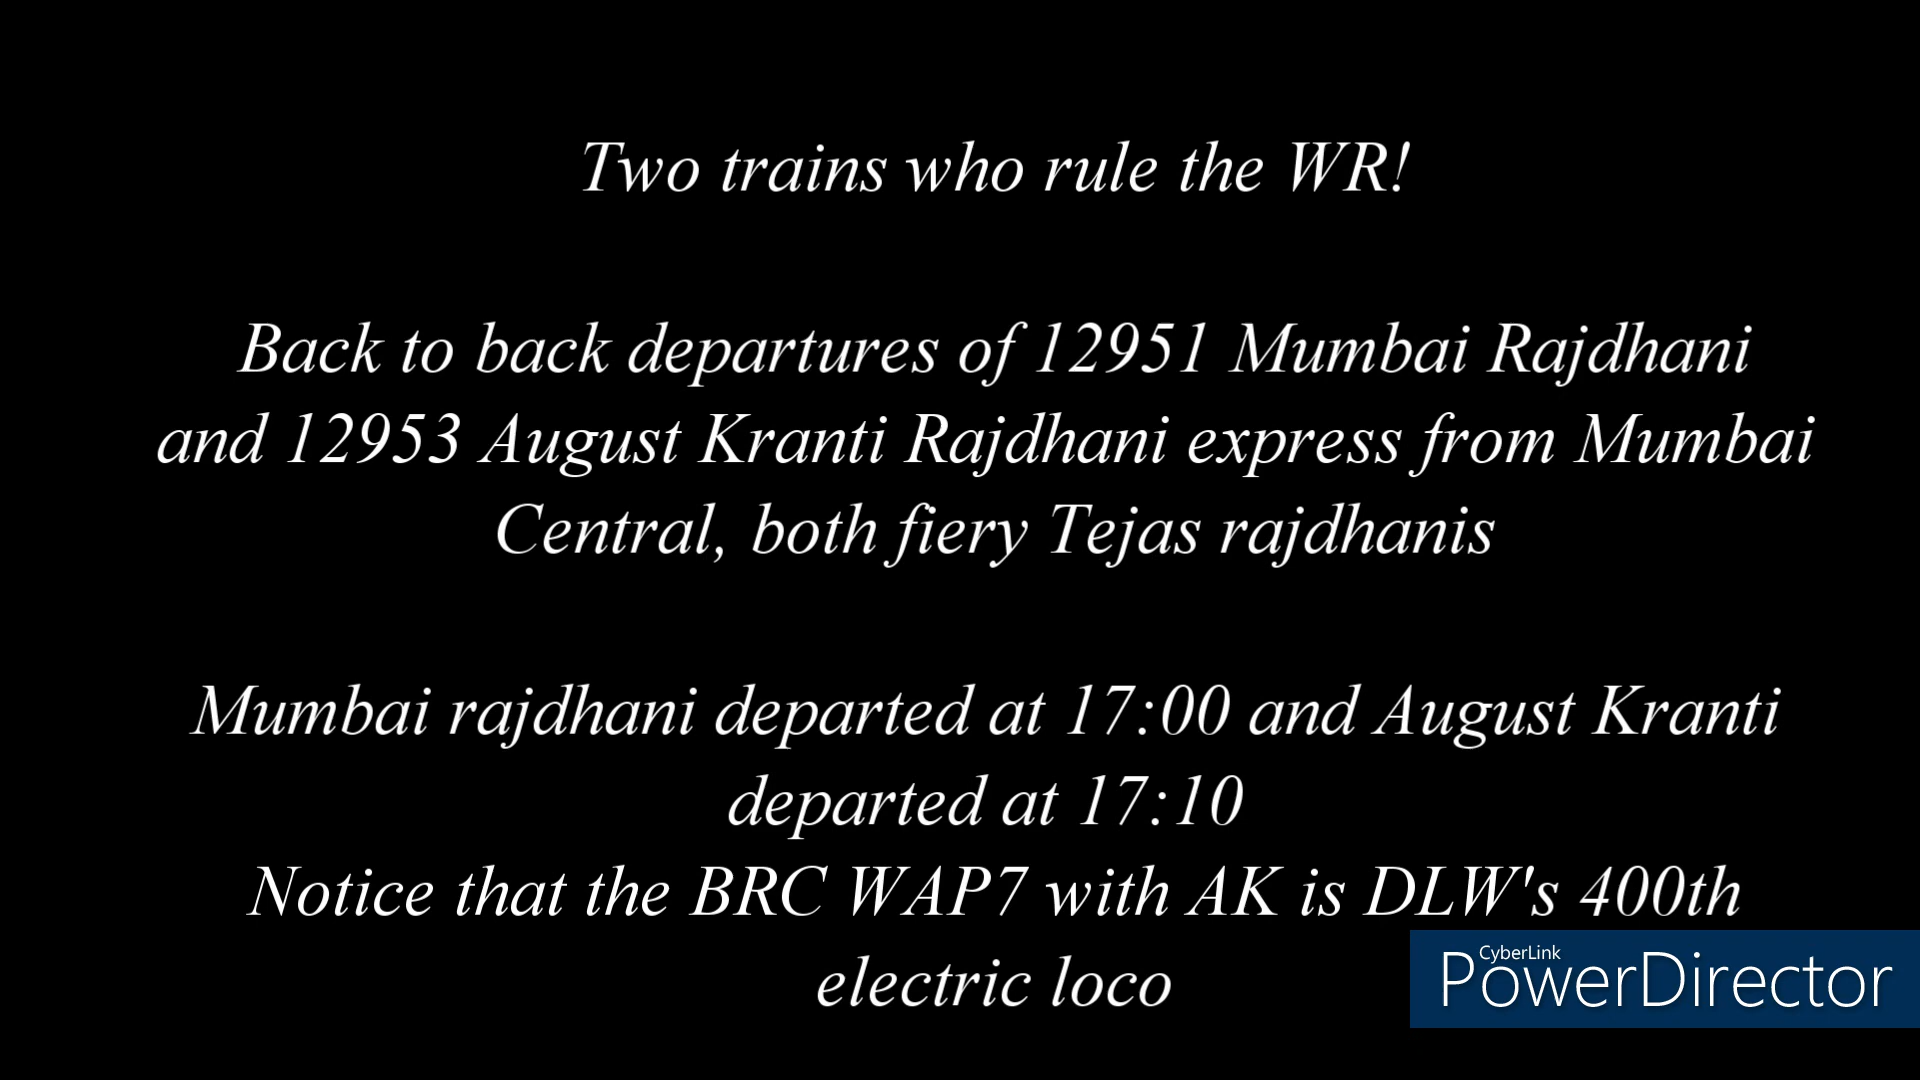 Two trains who rule the WR!
Back to back departures of 12951 Mumbai Rajdhani
and 12953 August Kranti Rajdhani express from Mumbai
Central, both fiery Tejas rajdhanis
Mumbai rajdhani departed at 17:00 and August Kranti
departed at 17:10
Notice that the BRC WAP7 with AK is DLW's 400th
electric loco
CyberLink
PowerDirector